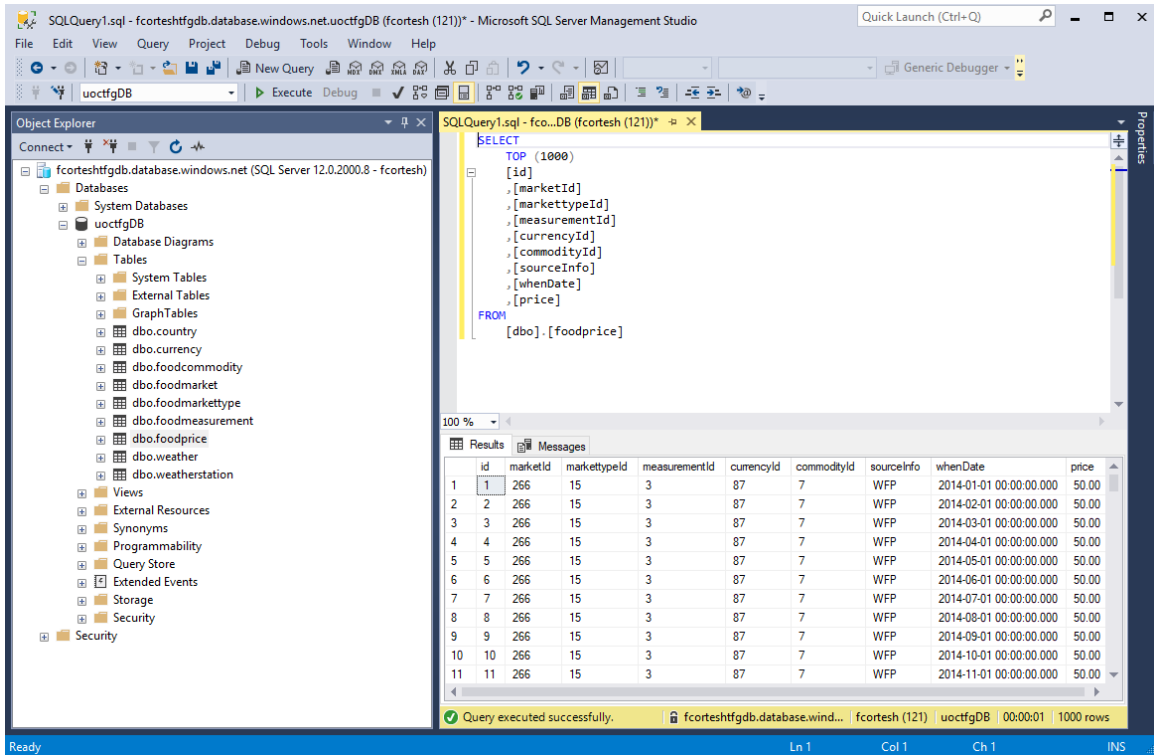 SQLQuery1.sql - fcorteshtfgdb.database.windows.net.uoctfgDB (fcortesh (121))* - Microsoft SQL Server Management Studio
Quick Launch (Ctrl+Q)
File Edit View Query Project Debug Tools Window Help
New Query MDX DMX XMLA DAX Generic Debugger
uoctfgDB Execute Debug
Object Explorer
Connect
fcorteshtfgdb.database.windows.net (SQL Server 12.0.2000.8 - fcortesh)
Databases
System Databases
uoctfgDB
Database Diagrams
Tables
System Tables
External Tables
GraphTables
dbo.country
dbo.currency
dbo.foodcommodity
dbo.foodmarket
dbo.foodmarkettype
dbo.foodmeasurement
dbo.foodprice
dbo.weather
dbo.weatherstation
Views
External Resources
Synonyms
Programmability
Query Store
Extended Events
Storage
Security
Security
SQLQuery1.sql - fco...DB (fcortesh (121))*
Properties
SELECT
TOP (1000)
[id]
,[marketId]
,[markettypeId]
,[measurementId]
,[currencyId]
,[commodityId]
,[sourceInfo]
,[whenDate]
,[price]
FROM
[dbo].[foodprice]
100 %
Results Messages
id marketId markettypeId measurementId currencyId commodityId sourceInfo whenDate price
1 1 266 15 3 87 7 WFP 2014-01-01 00:00:00.000 50.00
2 2 266 15 3 87 7 WFP 2014-02-01 00:00:00.000 50.00
3 3 266 15 3 87 7 WFP 2014-03-01 00:00:00.000 50.00
4 4 266 15 3 87 7 WFP 2014-04-01 00:00:00.000 50.00
5 5 266 15 3 87 7 WFP 2014-05-01 00:00:00.000 50.00
6 6 266 15 3 87 7 WFP 2014-06-01 00:00:00.000 50.00
7 7 266 15 3 87 7 WFP 2014-07-01 00:00:00.000 50.00
8 8 266 15 3 87 7 WFP 2014-08-01 00:00:00.000 50.00
9 9 266 15 3 87 7 WFP 2014-09-01 00:00:00.000 50.00
10 10 266 15 3 87 7 WFP 2014-10-01 00:00:00.000 50.00
11 11 266 15 3 87 7 WFP 2014-11-01 00:00:00.000 50.00
Query executed successfully. fcorteshtfgdb.database.wind... fcortesh (121) uoctfgDB 00:00:01 1000 rows
Ready Ln 1 Col 1 Ch 1 INS